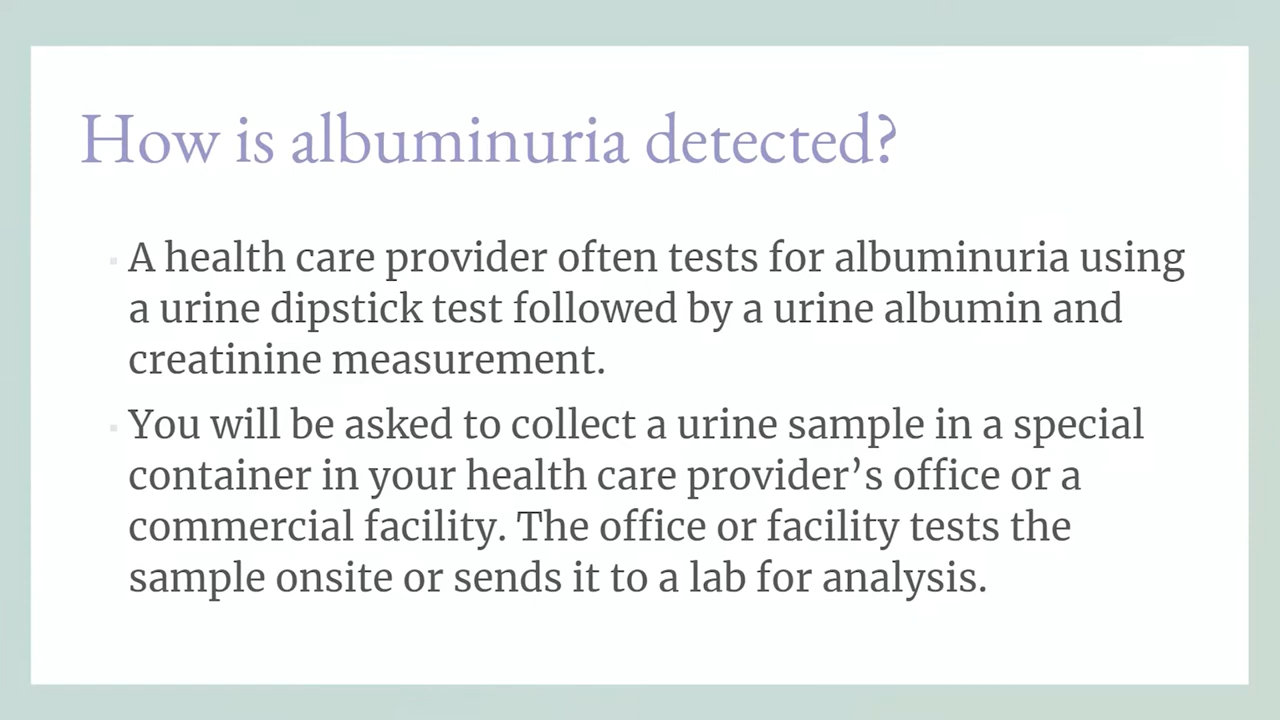 How is albuminuria detected?
▪ A health care provider often tests for albuminuria using
a urine dipstick test followed by a urine albumin and
creatinine measurement.
▪ You will be asked to collect a urine sample in a special
container in your health care provider’s office or a
commercial facility. The office or facility tests the
sample onsite or sends it to a lab for analysis.